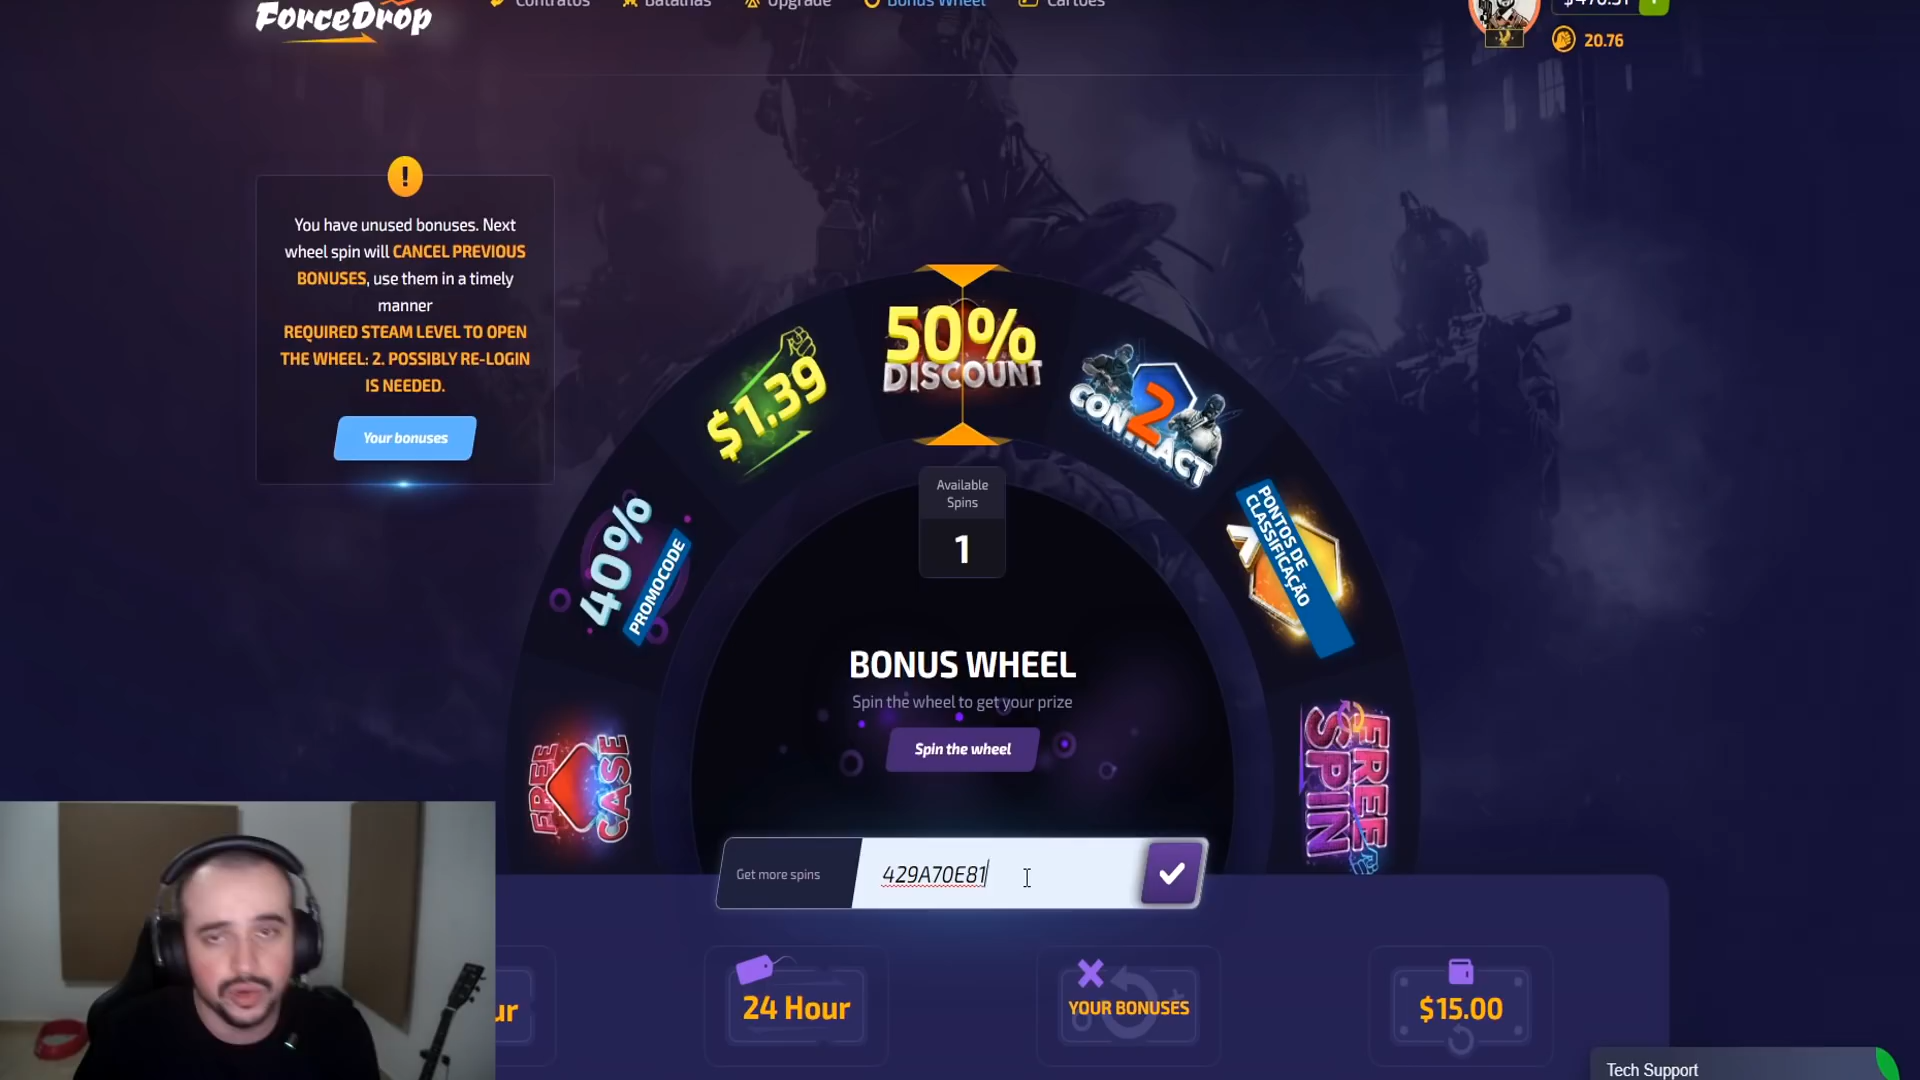 ForceDrop
Contratos
Batalhas
Upgrade
Bonus Wheel
Cartões
20.76
!
You have unused bonuses. Next
wheel spin will CANCEL PREVIOUS
BONUSES, use them in a timely
manner
REQUIRED STEAM LEVEL TO OPEN
THE WHEEL: 2. POSSIBLY RE-LOGIN
IS NEEDED.
Your bonuses
FREE
CASE
40%
PROMOCODE
$1.39
50%
DISCOUNT
2
CONTRACT
PONTOS DE
CLASSIFICAÇÃO
FREE
SPIN
Available
Spins
1
BONUS WHEEL
Spin the wheel to get your prize
Spin the wheel
Get more spins
429A70E81
24 Hour
YOUR BONUSES
$15.00
Tech Support